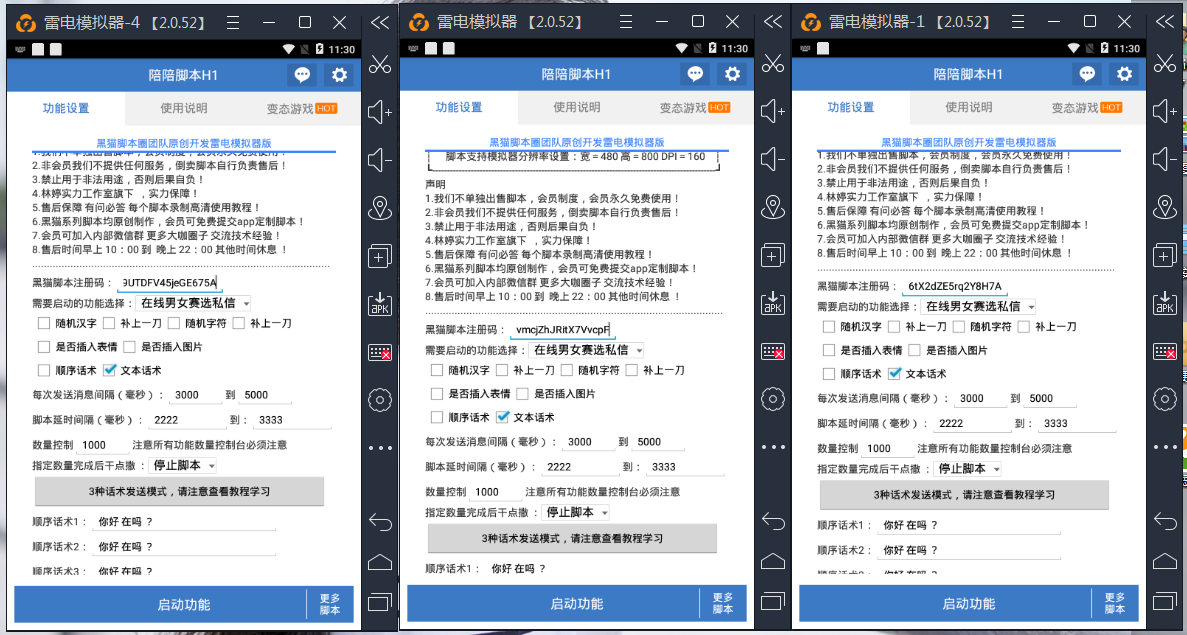 雷电模拟器-4 【2.0.52】
11:30
陪陪脚本H1
功能设置 使用说明 变态游戏 HOT
黑猫脚本圈团队原创开发雷电模拟器版
1.我们不单独出售脚本，会员制度，会员永久免费使用！
2.非会员我们不提供任何服务，倒卖脚本自行负责售后！
3.禁止用于非法用途，否则后果自负！
4.林婷实力工作室旗下 ，实力保障！
5.售后保障 有问必答 每个脚本录制高清使用教程！
6.黑猫系列脚本均原创制作，会员可免费提交app定制脚本！
7.会员可加入内部微信群 更多大咖圈子 交流技术经验！
8.售后时间早上 10：00 到 晚上 22：00 其他时间休息 ！
黑猫脚本注册码： 9UTDFV45jeGE675A
需要启动的功能选择： 在线男女赛选私信
随机汉字 补上一刀 随机字符 补上一刀
是否插入表情 是否插入图片
顺序话术 文本话术
每次发送消息间隔（毫秒）： 3000 到 5000
脚本延时间隔（毫秒）： 2222 到： 3333
数量控制 1000 注意所有功能数量控制台必须注意
指定数量完成后干点撒： 停止脚本
3种话术发送模式，请注意查看教程学习
顺序话术1： 你好 在吗 ？
顺序话术2： 你好 在吗 ？
顺序话术3： 你好 在吗 ？
启动功能 更多脚本
APK
雷电模拟器 【2.0.52】
11:30
陪陪脚本H1
功能设置 使用说明 变态游戏 HOT
黑猫脚本圈团队原创开发雷电模拟器版
脚本支持模拟器分辨率设置：宽 = 480 高 = 800 DPI = 160
声明
1.我们不单独出售脚本，会员制度，会员永久免费使用！
2.非会员我们不提供任何服务，倒卖脚本自行负责售后！
3.禁止用于非法用途，否则后果自负！
4.林婷实力工作室旗下 ，实力保障！
5.售后保障 有问必答 每个脚本录制高清使用教程！
6.黑猫系列脚本均原创制作，会员可免费提交app定制脚本！
7.会员可加入内部微信群 更多大咖圈子 交流技术经验！
8.售后时间早上 10：00 到 晚上 22：00 其他时间休息 ！
黑猫脚本注册码： vmcjZhJRitX7VvcpF
需要启动的功能选择： 在线男女赛选私信
随机汉字 补上一刀 随机字符 补上一刀
是否插入表情 是否插入图片
顺序话术 文本话术
每次发送消息间隔（毫秒）： 3000 到 5000
脚本延时间隔（毫秒）： 2222 到： 3333
数量控制 1000 注意所有功能数量控制台必须注意
指定数量完成后干点撒： 停止脚本
3种话术发送模式，请注意查看教程学习
顺序话术1： 你好 在吗 ？
启动功能 更多脚本
APK
雷电模拟器-1 【2.0.52】
11:30
陪陪脚本H1
功能设置 使用说明 变态游戏 HOT
黑猫脚本圈团队原创开发雷电模拟器版
1.我们不单独出售脚本，会员制度，会员永久免费使用！
2.非会员我们不提供任何服务，倒卖脚本自行负责售后！
3.禁止用于非法用途，否则后果自负！
4.林婷实力工作室旗下 ，实力保障！
5.售后保障 有问必答 每个脚本录制高清使用教程！
6.黑猫系列脚本均原创制作，会员可免费提交app定制脚本！
7.会员可加入内部微信群 更多大咖圈子 交流技术经验！
8.售后时间早上 10：00 到 晚上 22：00 其他时间休息 ！
黑猫脚本注册码： 6tX2dZE5rq2Y8H7A
需要启动的功能选择： 在线男女赛选私信
随机汉字 补上一刀 随机字符 补上一刀
是否插入表情 是否插入图片
顺序话术 文本话术
每次发送消息间隔（毫秒）： 3000 到 5000
脚本延时间隔（毫秒）： 2222 到： 3333
数量控制 1000 注意所有功能数量控制台必须注意
指定数量完成后干点撒： 停止脚本
3种话术发送模式，请注意查看教程学习
顺序话术1： 你好 在吗 ？
顺序话术2： 你好 在吗 ？
启动功能 更多脚本
APK